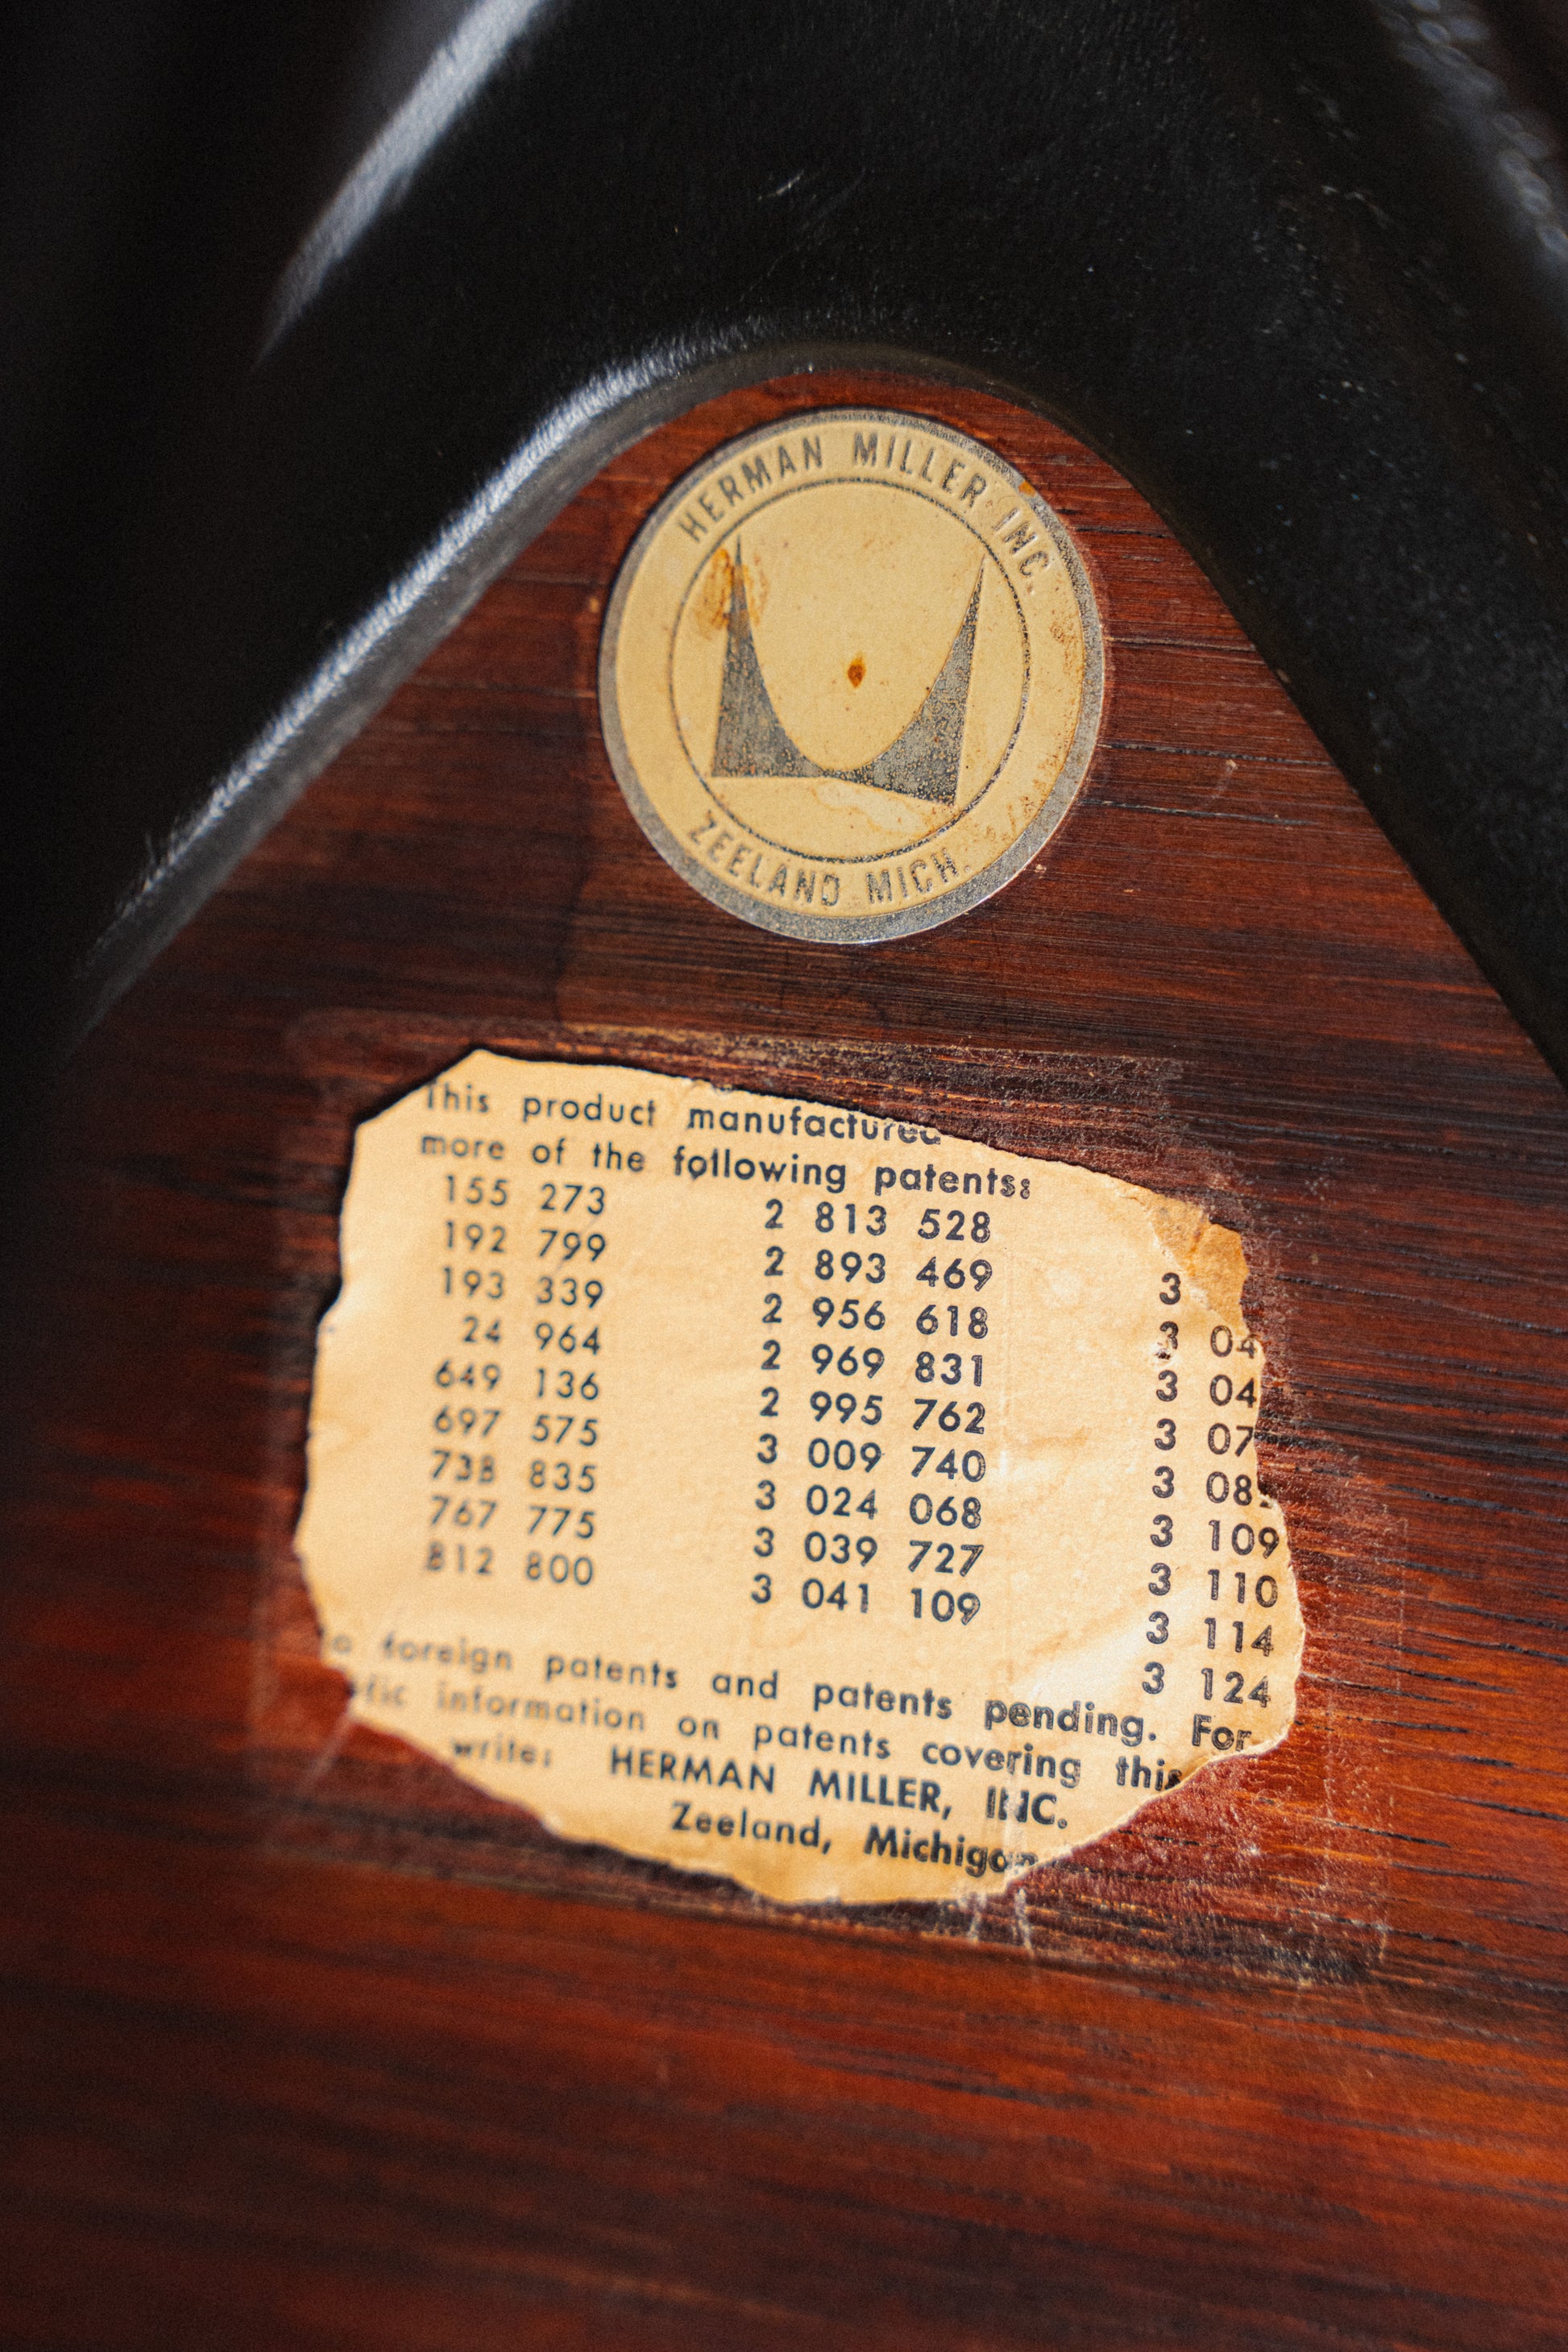 HERMAN MILLER INC.
ZEELAND MICH.
This product manufactured
more of the following patents:
155 273 2 813 528
192 799 2 893 469 3
193 339 2 956 618 3 04
24 964 2 969 831 3 04
649 136 2 995 762 3 07
697 575 3 009 740 3 08
738 835 3 024 068 3 109
767 775 3 039 727 3 110
812 800 3 041 109 3 114
3 124
foreign patents and patents pending. For
information on patents covering this
write: HERMAN MILLER, INC.
Zeeland, Michigan